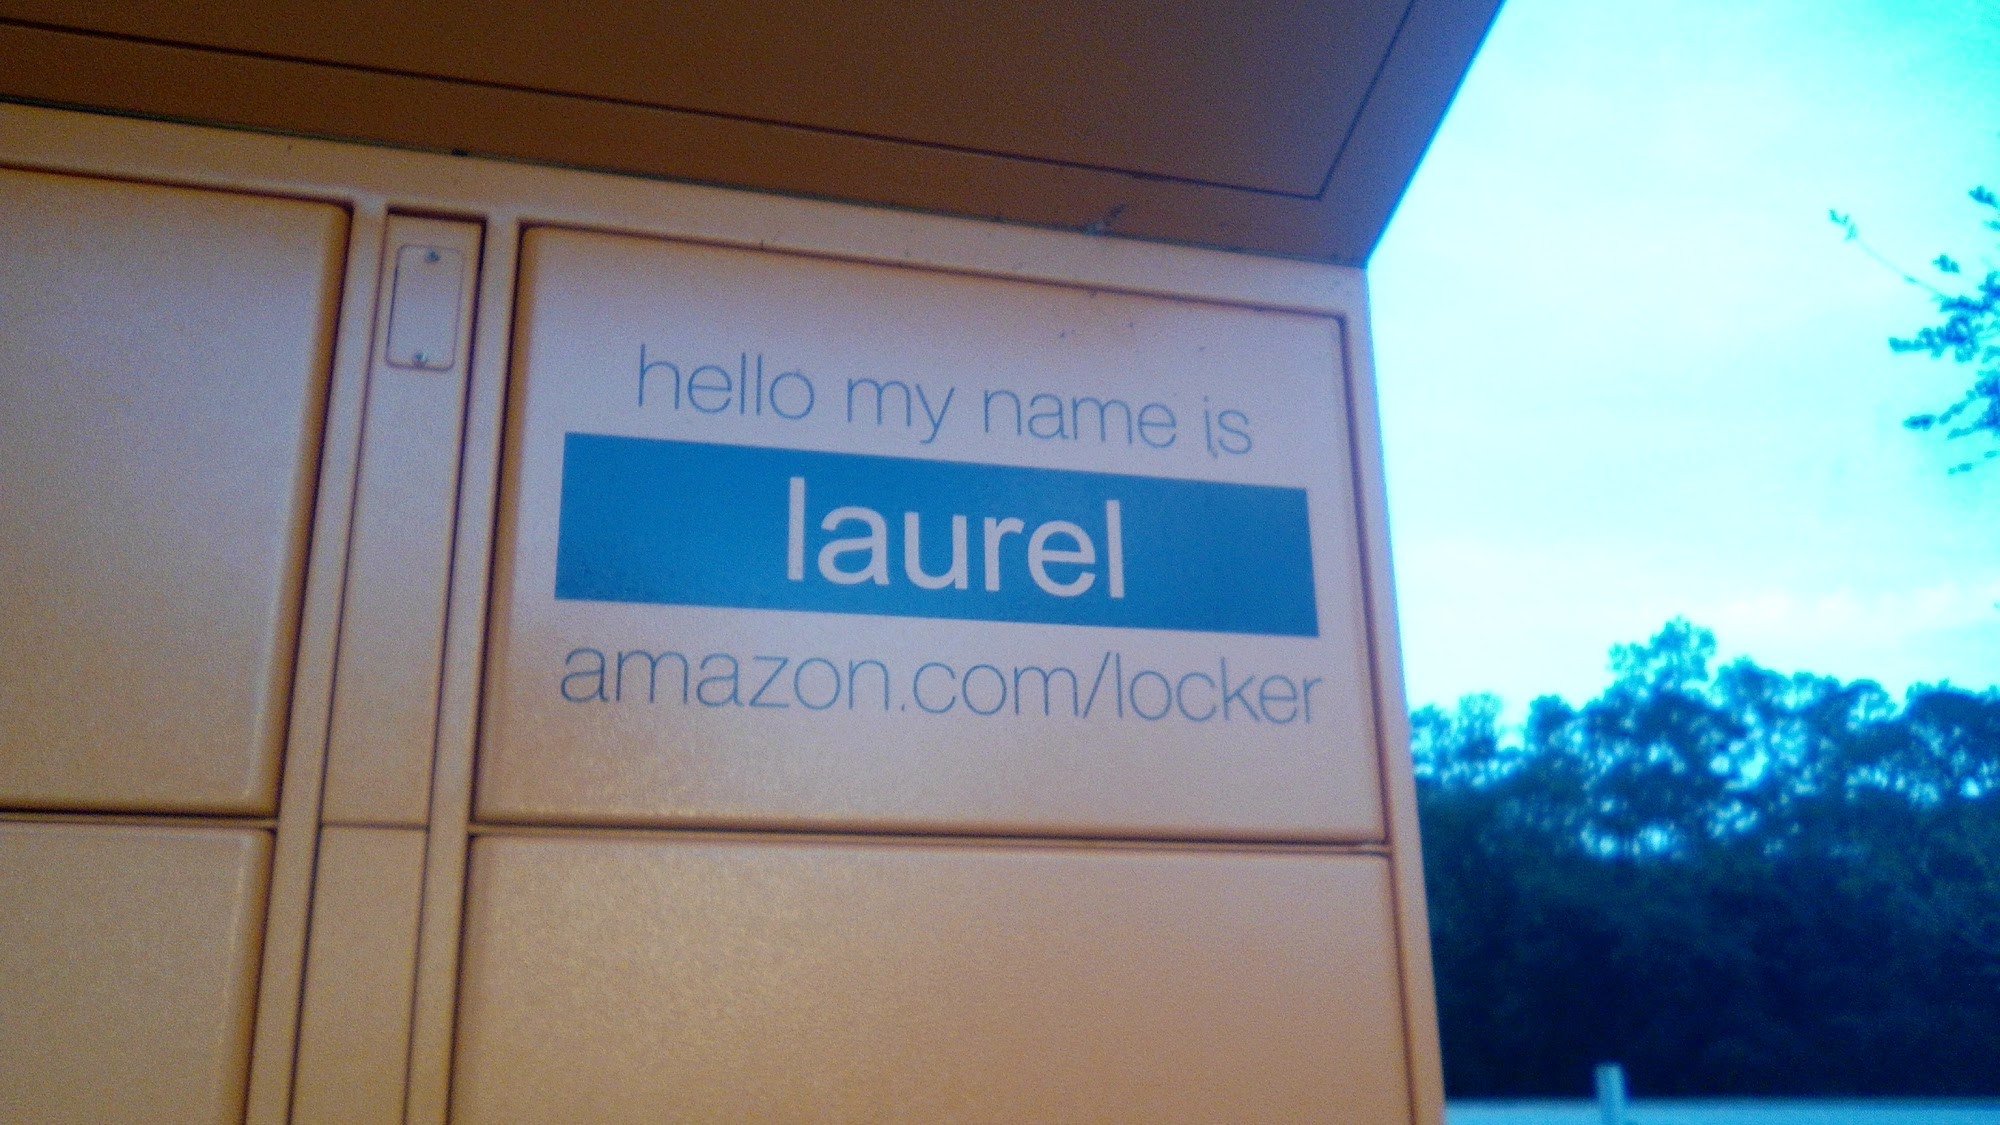 hello my name is
laurel
amazon.com/locker